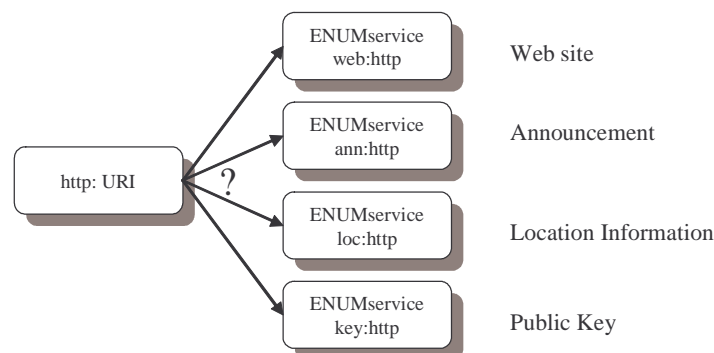 ENUMservice
web:http
Web site
ENUMservice
ann:http
Announcement
http: URI
?
ENUMservice
loc:http
Location Information
ENUMservice
key:http
Public Key